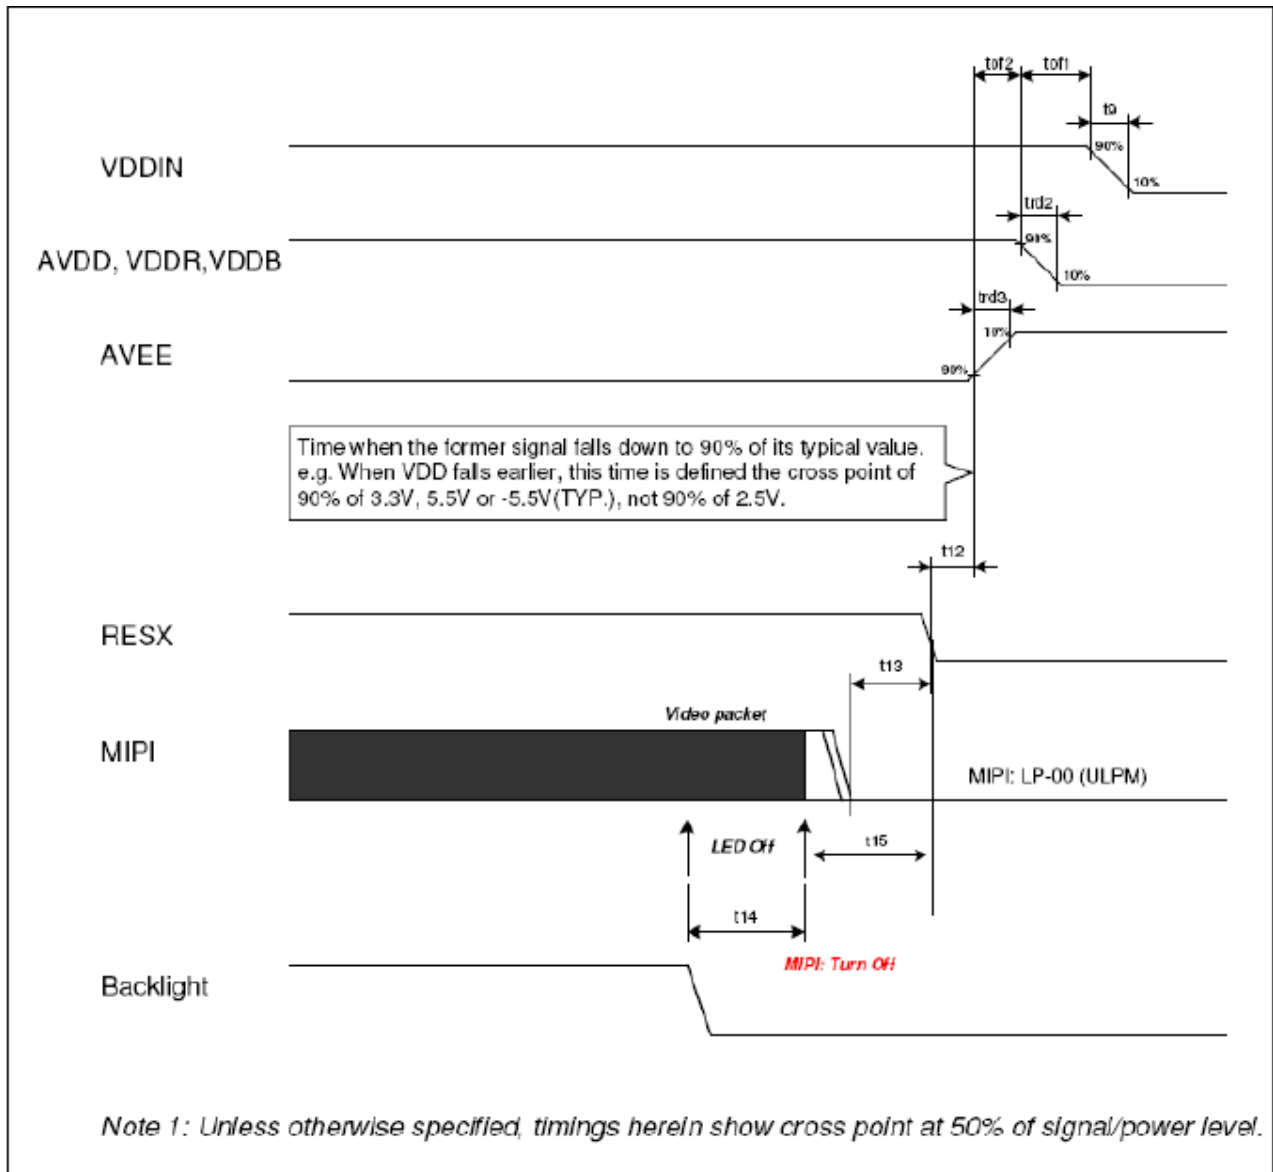 tof2 tof1
t9
VDDIN
90%
10%
trd2
AVDD, VDDR,VDDB
90%
10%
trd3
AVEE
10%
90%
Time when the former signal falls down to 90% of its typical value.
e.g. When VDD falls earlier, this time is defined the cross point of
90% of 3.3V, 5.5V or -5.5V(TYP.), not 90% of 2.5V.
t12
RESX
t13
Video packet
MIPI
MIPI: LP-00 (ULPM)
LED Off
t15
t14
MIPI: Turn Off
Backlight
Note 1: Unless otherwise specified, timings herein show cross point at 50% of signal/power level.